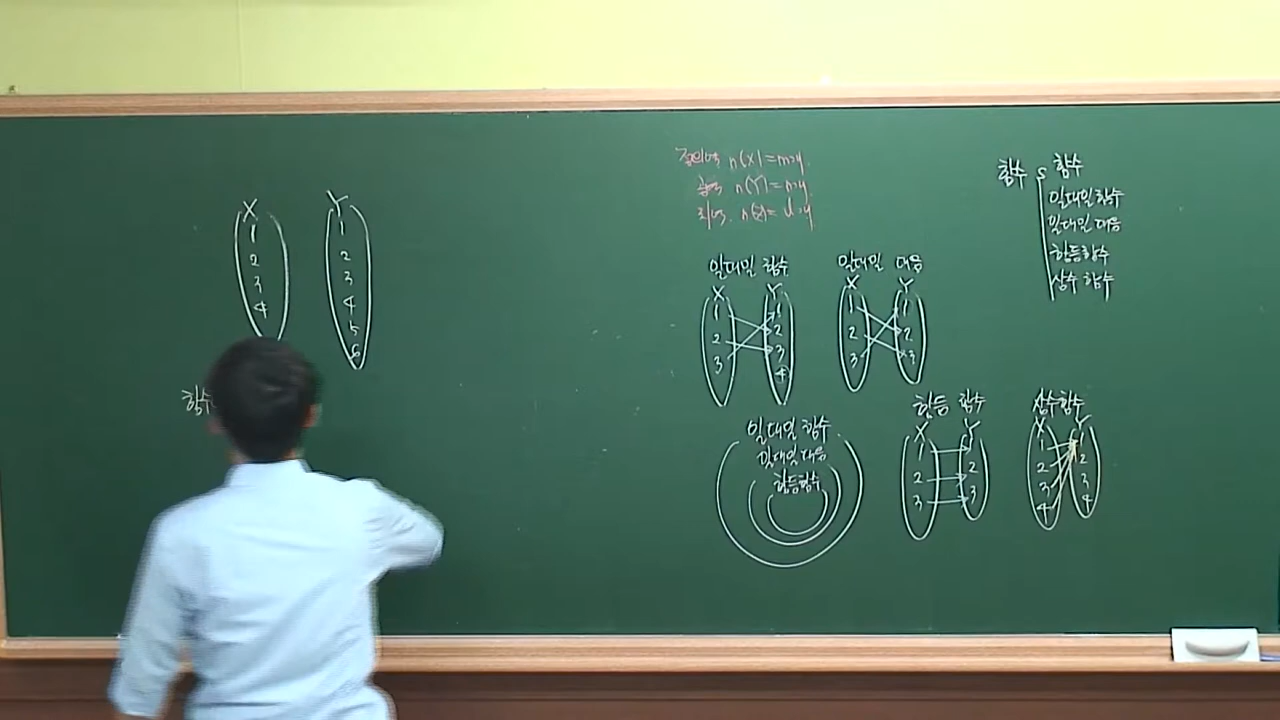 X Y
1 1
2 2
3 3
4 4
5
6
함수
정의역 n(X)=m개
공역 n(Y)=n개
치역 n(Z)=l개
함수 함수
일대일 함수
일대일 대응
항등함수
상수 함수
일대일 함수
X Y
1 1
2 2
3 3
4
일대일 대응
X Y
1 1
2 2
3 3
일대일 함수
일대일 대응
항등함수
항등 함수
X Y
1 1
2 2
3 3
상수함수
X Y
1 1
2 2
3 3
4 4